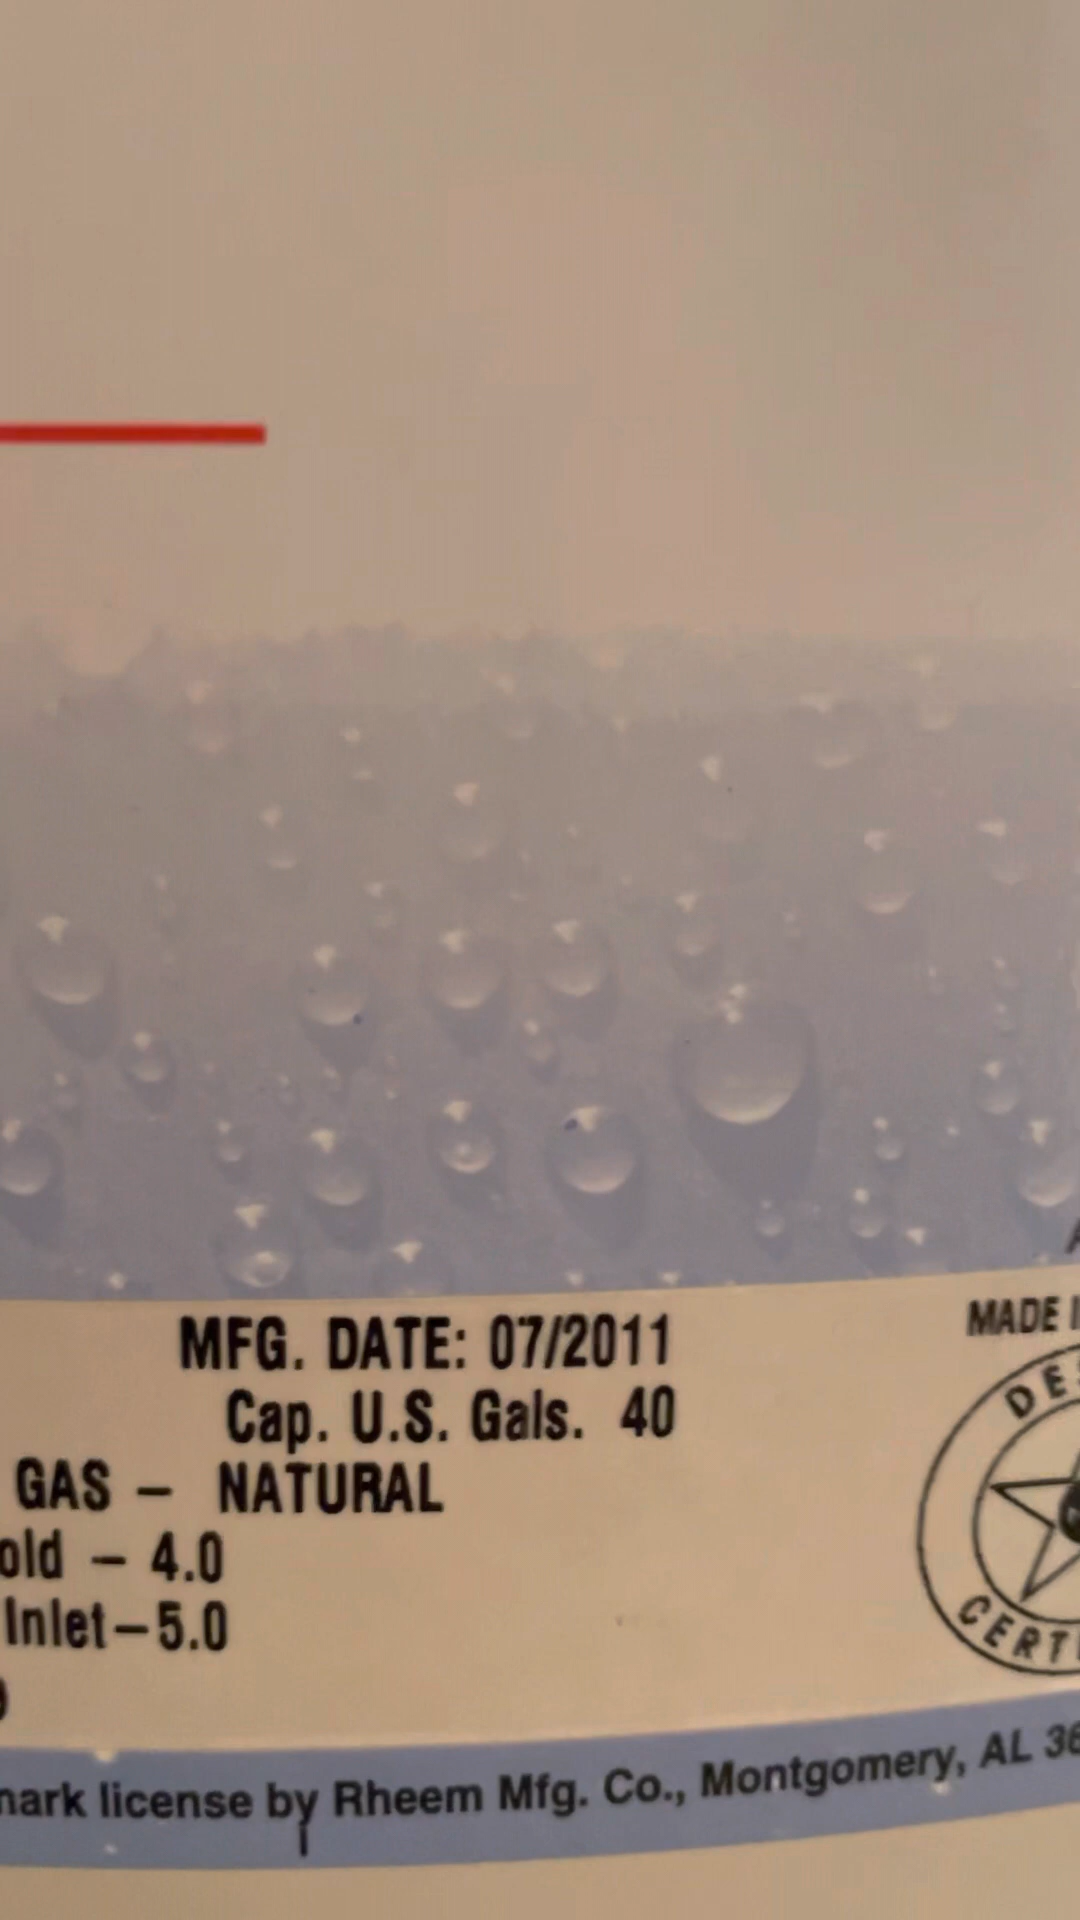 MFG. DATE: 07/2011
Cap. U.S. Gals. 40
GAS – NATURAL
old – 4.0
Inlet–5.0
MADE
DE
CERT
mark license by Rheem Mfg. Co., Montgomery, AL 36